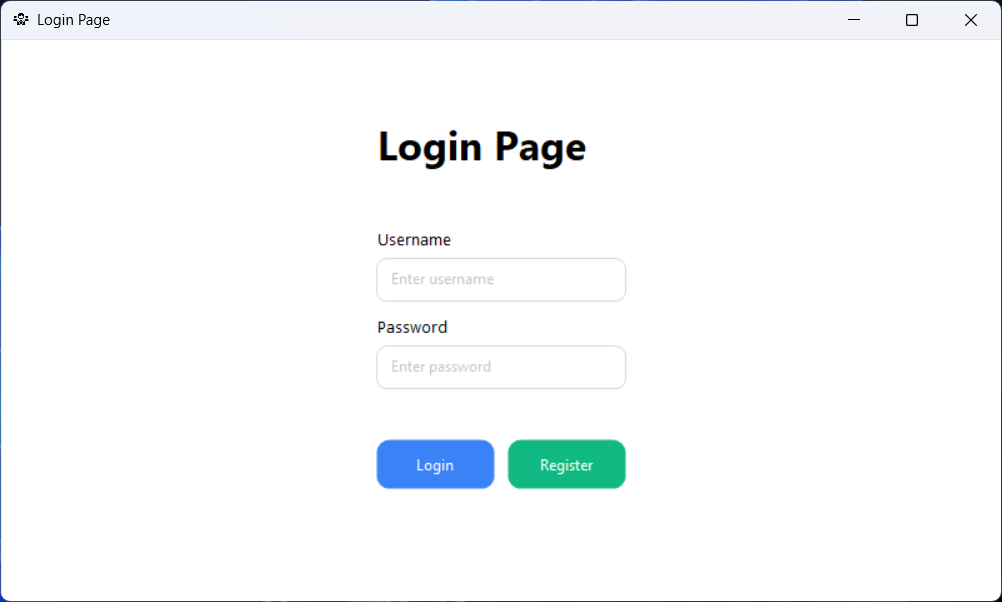 Login Page
Login Page
Username
Enter username
Password
Enter password
Login Register